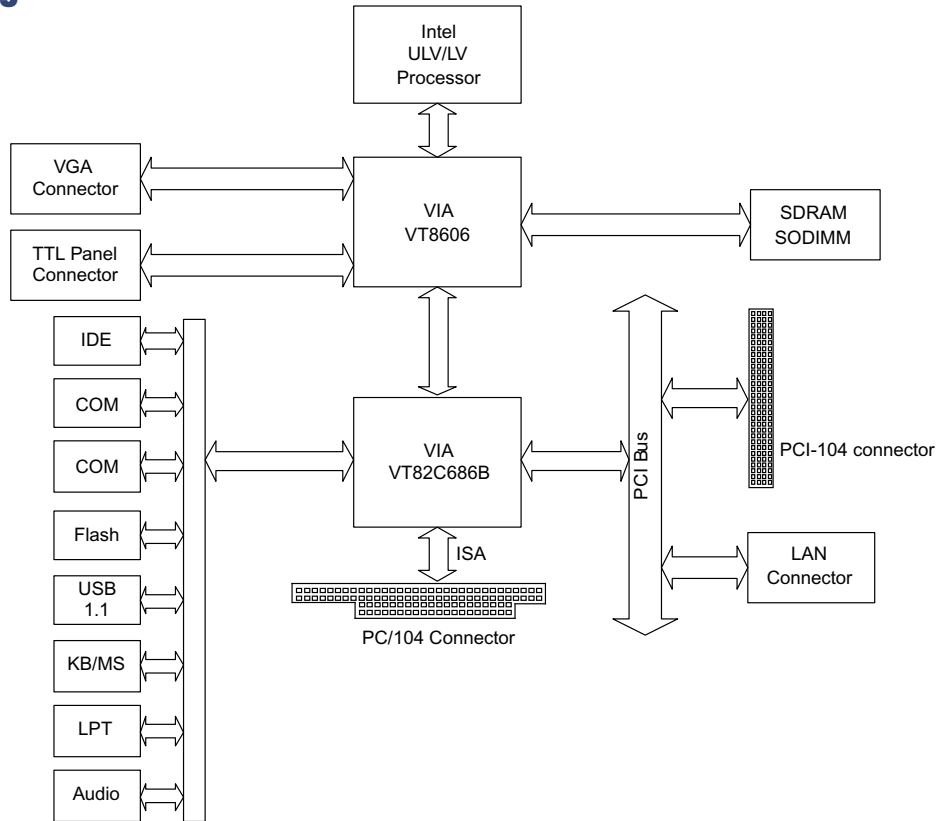 Intel
ULV/LV
Processor
VGA
Connector
VIA
VT8606
SDRAM
SODIMM
TTL Panel
Connector
IDE
COM
COM
Flash
USB
1.1
KB/MS
LPT
Audio
VIA
VT82C686B
ISA
PC/104 Connector
PCI Bus
PCI-104 connector
LAN
Connector